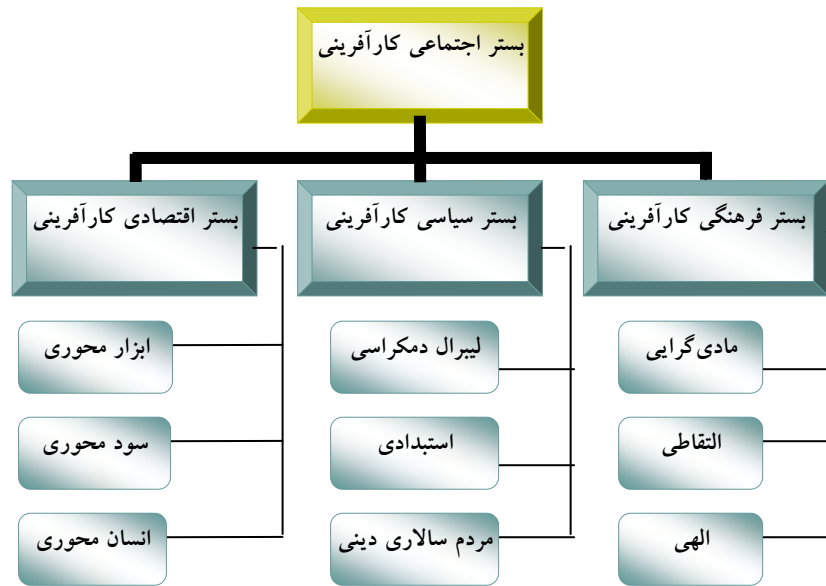 بستر اجتماعی کارآفرینی
بستر فرهنگی کارآفرینی
بستر سیاسی کارآفرینی
بستر اقتصادی کارآفرینی
مادی‌گرایی
لیبرال دمکراسی
ابزار محوری
التقاطی
استبدادی
سود محوری
الهی
مردم سالاری دینی
انسان محوری